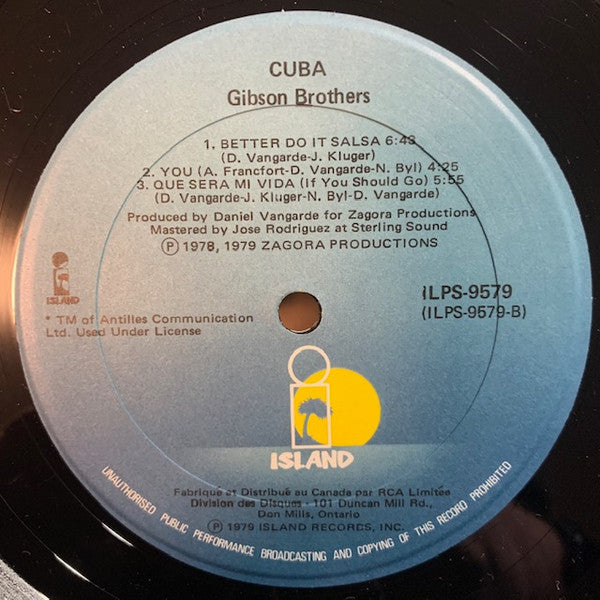 CUBA
Gibson Brothers
1. BETTER DO IT SALSA 6:43
(D. Vangarde-J. Kluger)
2. YOU (A. Francfort-D. Vangarde-N. Byl) 4:25
3. QUE SERA MI VIDA (If You Should Go) 5:55
(D. Vangarde-J. Kluger-N. Byl-D. Vangarde)
Produced by Daniel Vangarde for Zagora Productions
Mastered by Jose Rodriguez at Sterling Sound
Ⓟ 1978, 1979 ZAGORA PRODUCTIONS
ISLAND
* TM of Antilles Communication
Ltd. Used Under License
ILPS-9579
(ILPS-9579-B)
i
ISLAND
Fabriqué et Distribué au Canada par RCA Limitée
Division des Disques - 101 Duncan Mill Rd.,
Don Mills, Ontario
Ⓟ 1979 ISLAND RECORDS, INC.
UNAUTHORISED PUBLIC PERFORMANCE BROADCASTING AND COPYING OF THIS RECORD PROHIBITED